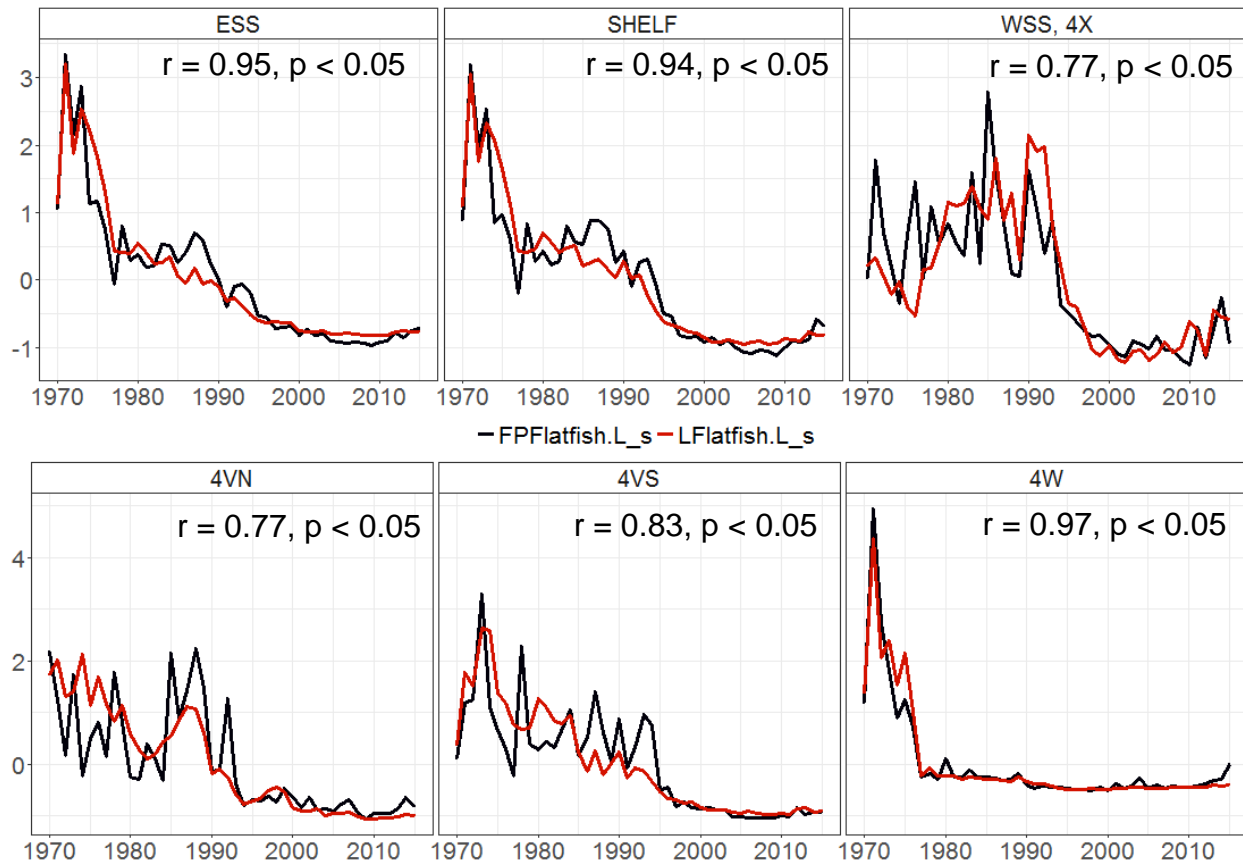 ESS SHELF WSS, 4X
r = 0.95, p < 0.05 r = 0.94, p < 0.05 r = 0.77, p < 0.05
3
2
1
0
-1
1970 1980 1990 2000 2010 1970 1980 1990 2000 2010 1970 1980 1990 2000 2010
FPFlatfish.L_s LFlatfish.L_s
4VN 4VS 4W
r = 0.77, p < 0.05 r = 0.83, p < 0.05 r = 0.97, p < 0.05
4
2
0
1970 1980 1990 2000 2010 1970 1980 1990 2000 2010 1970 1980 1990 2000 2010